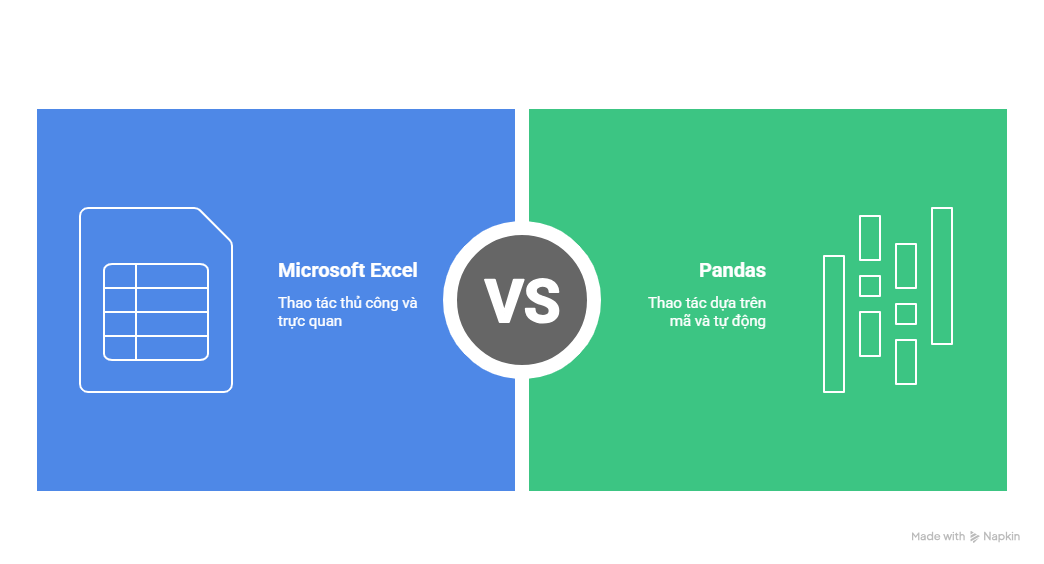 Microsoft Excel
Thao tác thủ công và
trực quan
VS
Pandas
Thao tác dựa trên
mã và tự động
Made with Napkin